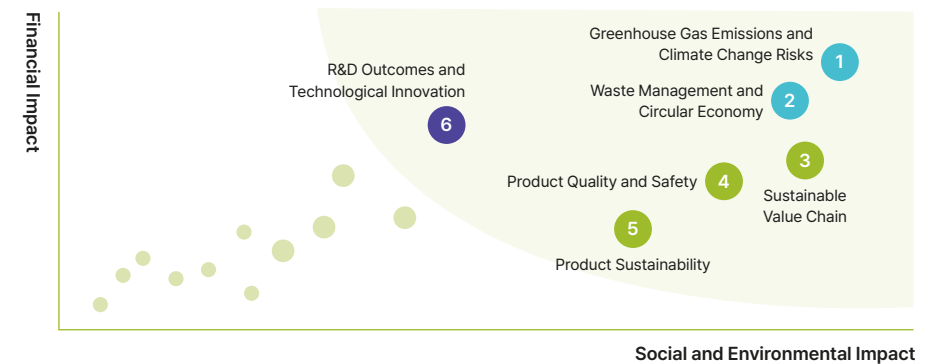 Financial Impact
Greenhouse Gas Emissions and
Climate Change Risks
1
R&D Outcomes and
Technological Innovation
6
Waste Management and
Circular Economy
2
3
Sustainable
Value Chain
Product Quality and Safety
4
5
Product Sustainability
Social and Environmental Impact